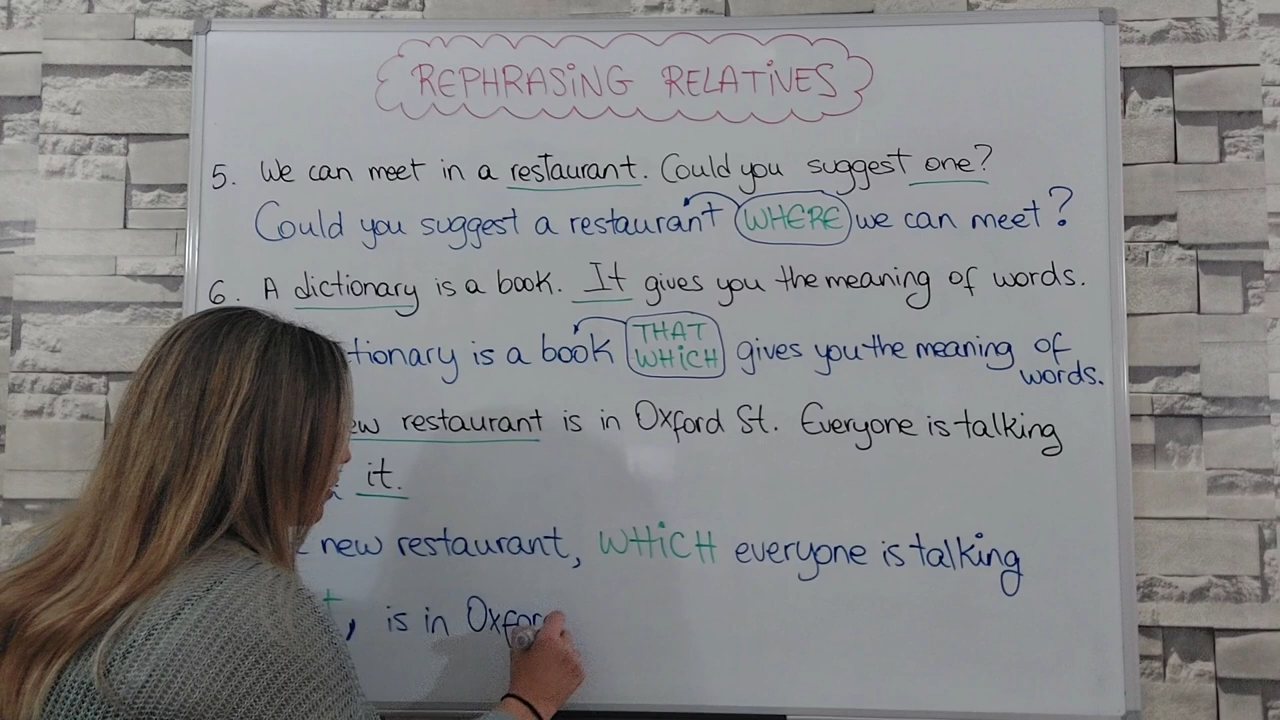 REPHRASING RELATIVES
5. We can meet in a restaurant. Could you suggest one?
Could you suggest a restaurant WHERE we can meet?
6. A dictionary is a book. It gives you the meaning of words.
tionary is a book THAT WHICH gives you the meaning of words.
ew restaurant is in Oxford St. Everyone is talking
it.
new restaurant, WHICH everyone is talking
, is in Oxfor